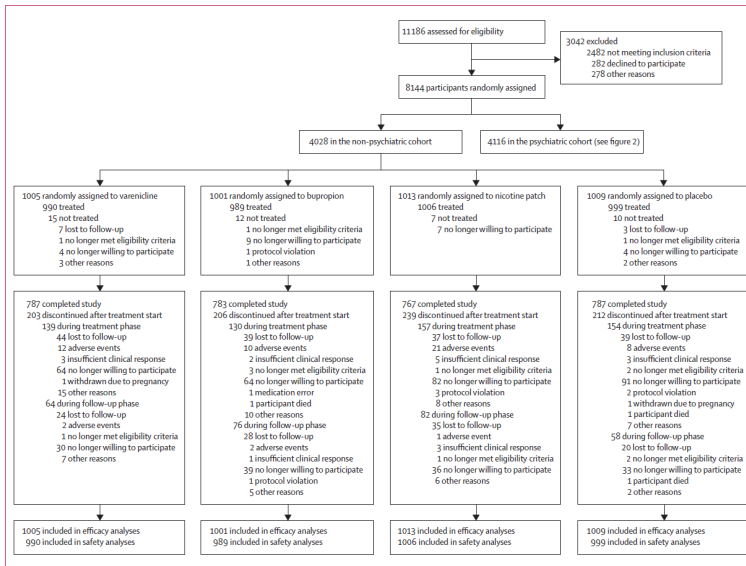 11186 assessed for eligibility
3042 excluded
2482 not meeting inclusion criteria
282 declined to participate
278 other reasons
8144 participants randomly assigned
4028 in the non-psychiatric cohort
4116 in the psychiatric cohort (see figure 2)
1005 randomly assigned to varenicline
990 treated
15 not treated
7 lost to follow-up
1 no longer met eligibility criteria
4 no longer willing to participate
3 other reasons
1001 randomly assigned to bupropion
989 treated
12 not treated
1 no longer met eligibility criteria
9 no longer willing to participate
1 protocol violation
1 other reasons
1013 randomly assigned to nicotine patch
1006 treated
7 not treated
7 no longer willing to participate
1009 randomly assigned to placebo
999 treated
10 not treated
3 lost to follow-up
1 no longer met eligibility criteria
4 no longer willing to participate
2 other reasons
787 completed study
203 discontinued after treatment start
139 during treatment phase
44 lost to follow-up
12 adverse events
3 insufficient clinical response
64 no longer willing to participate
1 withdrawn due to pregnancy
15 other reasons
64 during follow-up phase
24 lost to follow-up
2 adverse events
1 no longer met eligibility criteria
30 no longer willing to participate
7 other reasons
783 completed study
206 discontinued after treatment start
130 during treatment phase
39 lost to follow-up
10 adverse events
2 insufficient clinical response
3 no longer met eligibility criteria
64 no longer willing to participate
1 medication error
1 participant died
10 other reasons
76 during follow-up phase
28 lost to follow-up
2 adverse events
1 insufficient clinical response
39 no longer willing to participate
1 protocol violation
5 other reasons
767 completed study
239 discontinued after treatment start
157 during treatment phase
37 lost to follow-up
21 adverse events
5 insufficient clinical response
1 no longer met eligibility criteria
82 no longer willing to participate
3 protocol violation
8 other reasons
82 during follow-up phase
35 lost to follow-up
1 adverse event
3 insufficient clinical response
1 no longer met eligibility criteria
36 no longer willing to participate
6 other reasons
787 completed study
212 discontinued after treatment start
154 during treatment phase
39 lost to follow-up
8 adverse events
3 insufficient clinical response
2 no longer met eligibility criteria
91 no longer willing to participate
2 protocol violation
1 withdrawn due to pregnancy
1 participant died
7 other reasons
58 during follow-up phase
20 lost to follow-up
2 no longer met eligibility criteria
33 no longer willing to participate
1 participant died
2 other reasons
1005 included in efficacy analyses
990 included in safety analyses
1001 included in efficacy analyses
989 included in safety analyses
1013 included in efficacy analyses
1006 included in safety analyses
1009 included in efficacy analyses
999 included in safety analyses